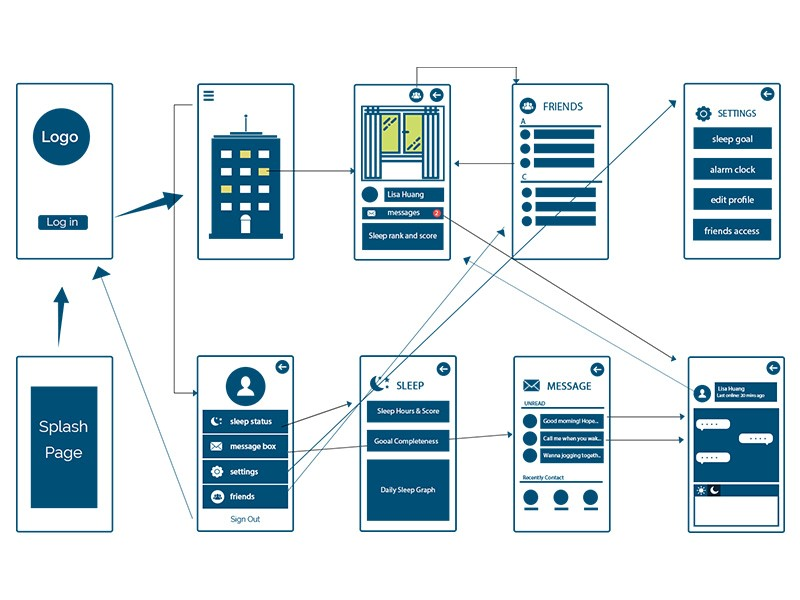 Logo
Log in
Lisa Huang
messages
2
Sleep rank and score
FRIENDS
A
C
SETTINGS
sleep goal
alarm clock
edit profile
friends access
Splash
Page
sleep status
message box
settings
friends
Sign Out
SLEEP
Sleep Hours & Score
Gooal Completeness
Daily Sleep Graph
MESSAGE
UNREAD
Good morning! Hope...
Call me when you wak...
Wanna jogging togeth..
Recently Contact
Lisa Huang
Last online: 30 mins ago